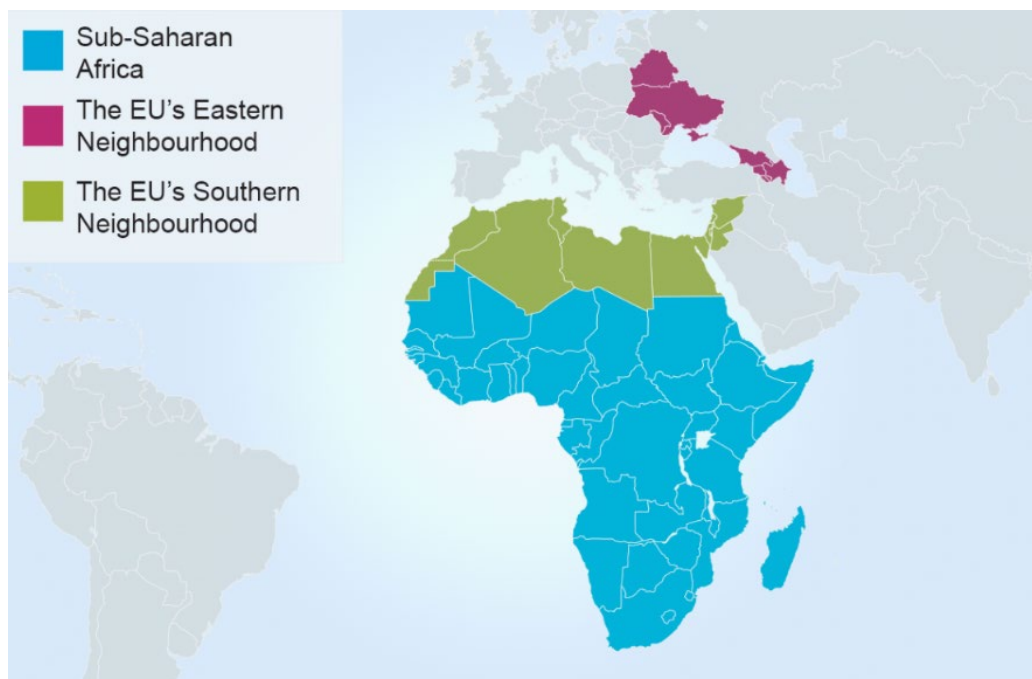 Sub-Saharan
Africa
The EU's Eastern
Neighbourhood
The EU's Southern
Neighbourhood